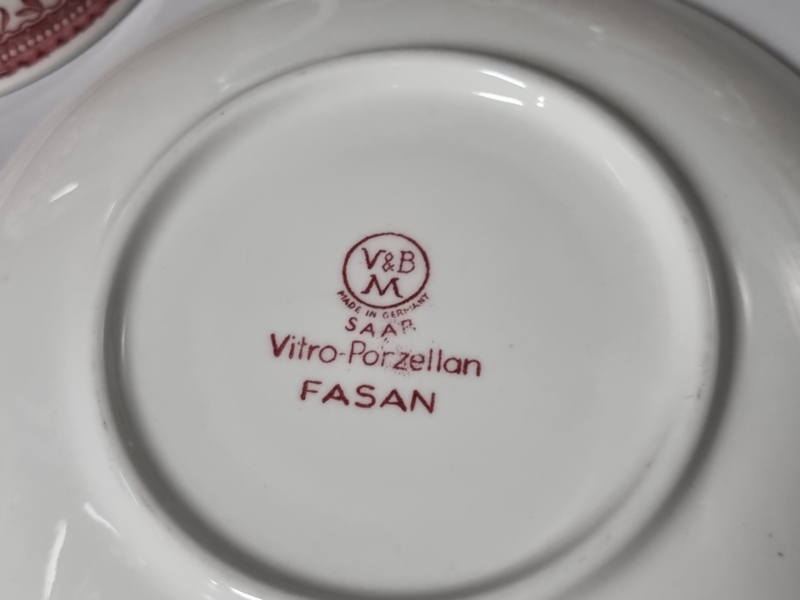 V&B
M
MADE IN GERMANY
SAAR
Vitro-Porzellan
FASAN